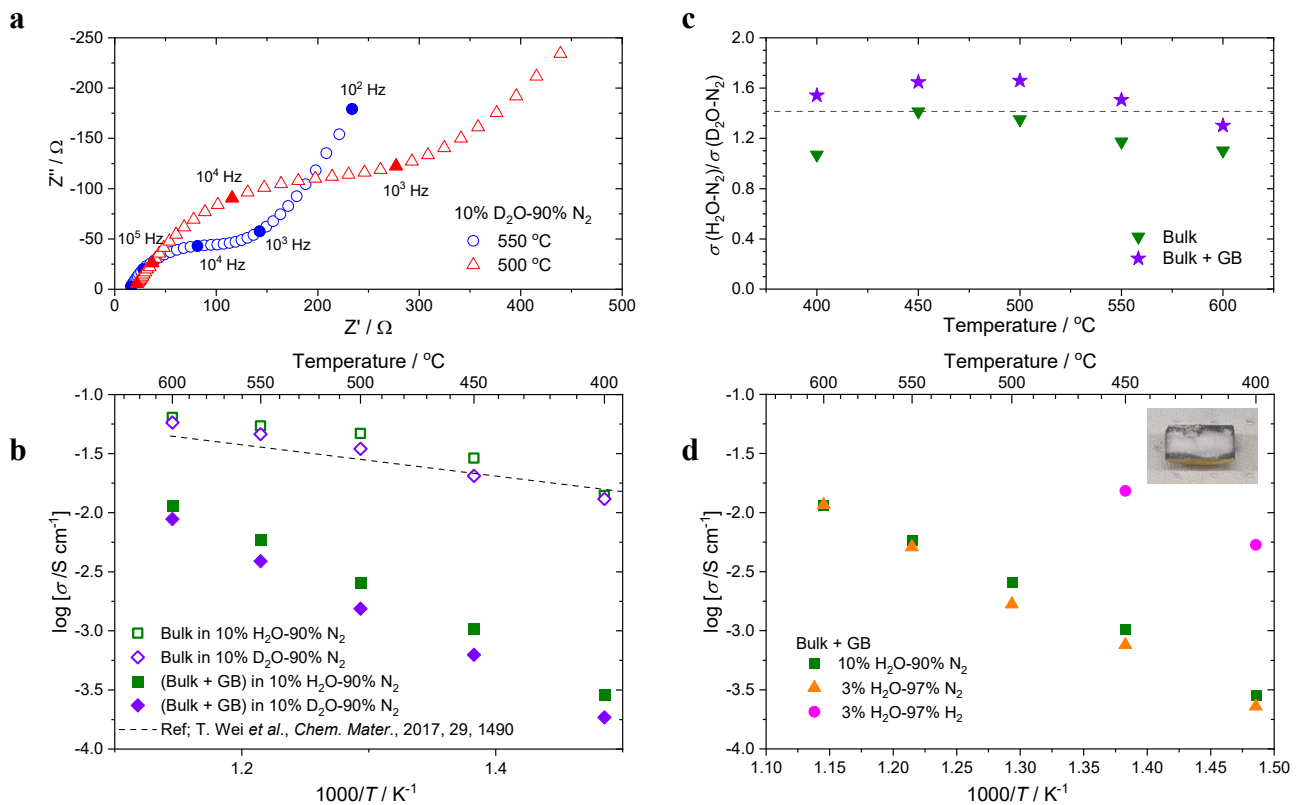 a
-250
-200
-150
-100
-50
0
Z'' / Ω
0 100 200 300 400 500
Z' / Ω
10² Hz
10⁴ Hz
10³ Hz
10⁵ Hz
10³ Hz
10⁴ Hz
10% D₂O-90% N₂
550 °C
500 °C
c
2.0
1.6
1.2
0.8
0.4
0.0
σ(H₂O-N₂)/σ(D₂O-N₂)
Bulk
Bulk + GB
400 450 500 550 600
Temperature / °C
b
Temperature / °C
600 550 500 450 400
-1.0
-1.5
-2.0
-2.5
-3.0
-3.5
-4.0
log [σ /S cm⁻¹]
Bulk in 10% H₂O-90% N₂
Bulk in 10% D₂O-90% N₂
(Bulk + GB) in 10% H₂O-90% N₂
(Bulk + GB) in 10% D₂O-90% N₂
Ref; T. Wei et al., Chem. Mater., 2017, 29, 1490
1.2 1.4
1000/T / K⁻¹
d
Temperature / °C
600 550 500 450 400
-1.0
-1.5
-2.0
-2.5
-3.0
-3.5
-4.0
log [σ /S cm⁻¹]
Bulk + GB
10% H₂O-90% N₂
3% H₂O-97% N₂
3% H₂O-97% H₂
1.10 1.15 1.20 1.25 1.30 1.35 1.40 1.45 1.50
1000/T / K⁻¹